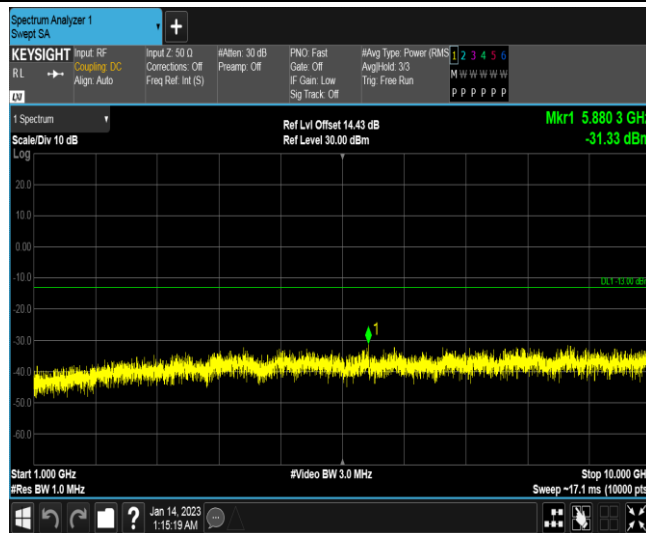 Spectrum Analyzer 1
Swept SA
+
KEYSIGHT
RL
LXI
Input: RF
Coupling: DC
Align: Auto
Input Z: 50 Ω
Corrections: Off
Freq Ref: Int (S)
#Atten: 30 dB
Preamp: Off
PNO: Fast
Gate: Off
IF Gain: Low
Sig Track: Off
#Avg Type: Power (RMS
Avg|Hold: 3/3
Trig: Free Run
1 2 3 4 5 6
M W W W W W
P P P P P P
1 Spectrum
Scale/Div 10 dB
Log
Ref Lvl Offset 14.43 dB
Ref Level 30.00 dBm
Mkr1 5.880 3 GHz
-31.33 dBm
20.0
10.0
0.00
-10.0
DL1 -13.00 dBm
-20.0
-30.0
1
-40.0
-50.0
-60.0
Start 1.000 GHz
#Res BW 1.0 MHz
#Video BW 3.0 MHz
Stop 10.000 GH
Sweep ~17.1 ms (10000 pts
?
Jan 14, 2023
1:15:19 AM